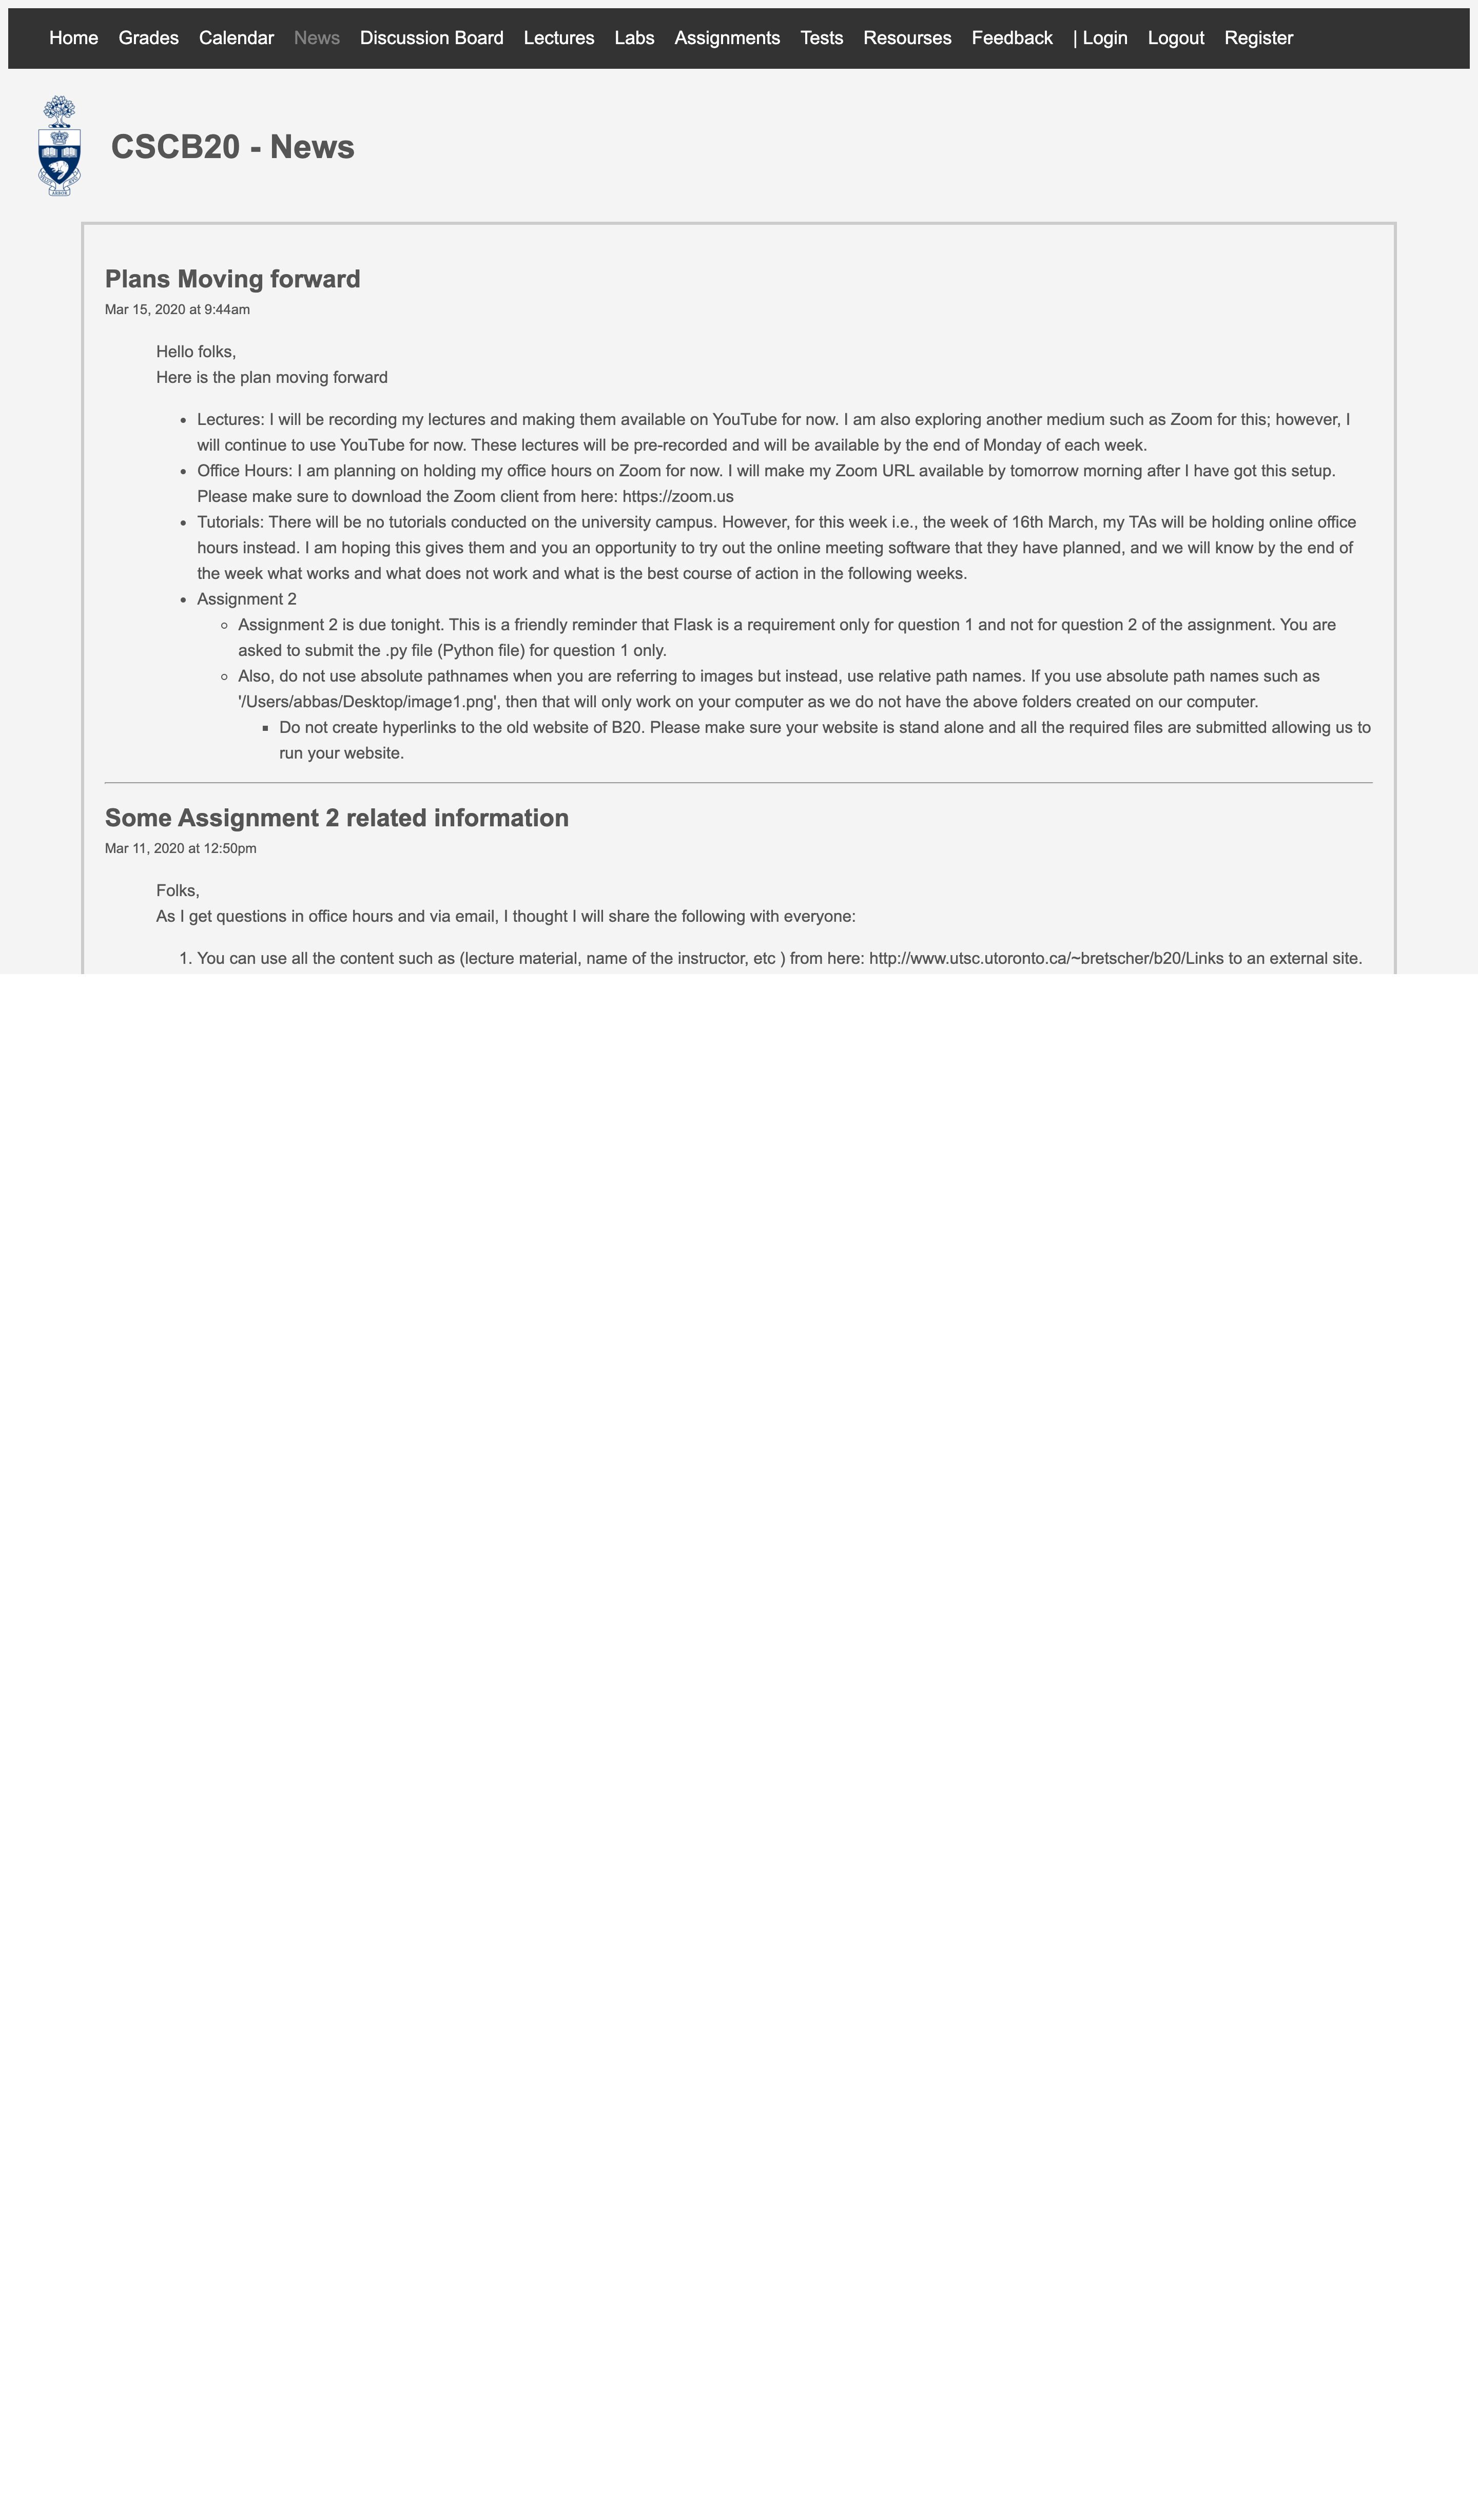 Home Grades Calendar News Discussion Board Lectures Labs Assignments Tests Resourses Feedback | Login Logout Register
CSCB20 - News
Plans Moving forward
Mar 15, 2020 at 9:44am
Hello folks,
Here is the plan moving forward
• Lectures: I will be recording my lectures and making them available on YouTube for now. I am also exploring another medium such as Zoom for this; however, I
will continue to use YouTube for now. These lectures will be pre-recorded and will be available by the end of Monday of each week.
• Office Hours: I am planning on holding my office hours on Zoom for now. I will make my Zoom URL available by tomorrow morning after I have got this setup.
Please make sure to download the Zoom client from here: https://zoom.us
• Tutorials: There will be no tutorials conducted on the university campus. However, for this week i.e., the week of 16th March, my TAs will be holding online office
hours instead. I am hoping this gives them and you an opportunity to try out the online meeting software that they have planned, and we will know by the end of
the week what works and what does not work and what is the best course of action in the following weeks.
• Assignment 2
◦ Assignment 2 is due tonight. This is a friendly reminder that Flask is a requirement only for question 1 and not for question 2 of the assignment. You are
asked to submit the .py file (Python file) for question 1 only.
◦ Also, do not use absolute pathnames when you are referring to images but instead, use relative path names. If you use absolute path names such as
'/Users/abbas/Desktop/image1.png', then that will only work on your computer as we do not have the above folders created on our computer.
▪ Do not create hyperlinks to the old website of B20. Please make sure your website is stand alone and all the required files are submitted allowing us to
run your website.
Some Assignment 2 related information
Mar 11, 2020 at 12:50pm
Folks,
As I get questions in office hours and via email, I thought I will share the following with everyone:
1. You can use all the content such as (lecture material, name of the instructor, etc ) from here: http://www.utsc.utoronto.ca/~bretscher/b20/Links to an external site.